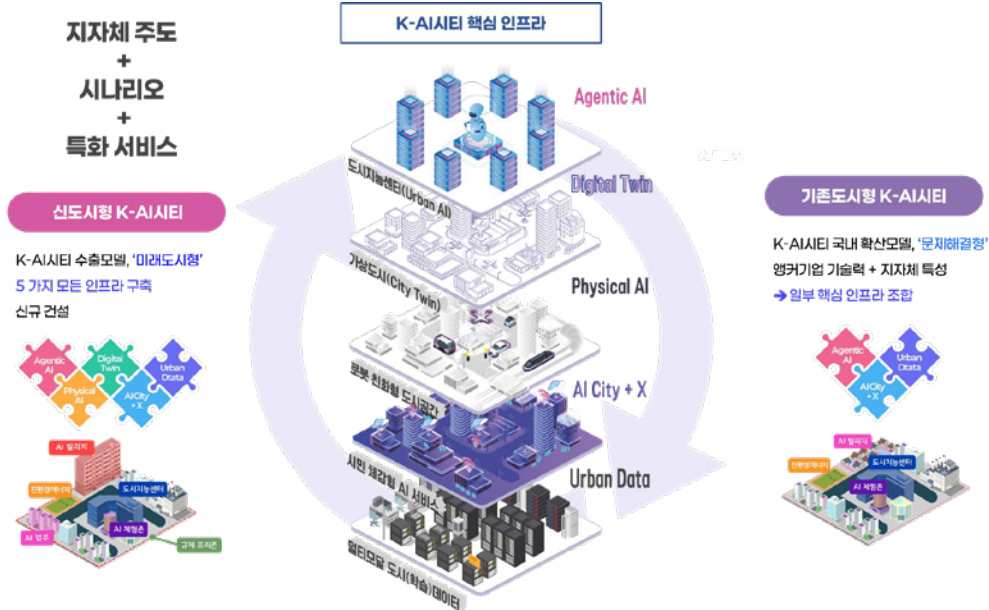 지자체 주도
+
시나리오
+
특화 서비스
K-AI시티 핵심 인프라
Agentic AI
도시지능센터(Urban AI)
Digital Twin
가상도시(City Twin)
Physical AI
로봇 친화형 도시공간
AI City + X
시민 체감형 AI 서비스
Urban Data
멀티모달 도시(학습)데이터
신도시형 K-AI시티
K-AI시티 수출모델, ‘미래도시형’
5 가지 모든 인프라 구축
신규 건설
Agentic
AI
Digital
Twin
Urban
Dtata
Physical
AI
AI City
+ X
AI 빌리지
친환경에너지
도시지능센터
AI 체험존
AI 업무
규제 프리존
기존도시형 K-AI시티
K-AI시티 국내 확산모델, ‘문제해결형’
앵커기업 기술력 + 지자체 특성
➔ 일부 핵심 인프라 조합
Agentic
AI
Urban
Dtata
AI City
+ X
AI 빌리지
친환경에너지
도시지능센터
AI 체험존